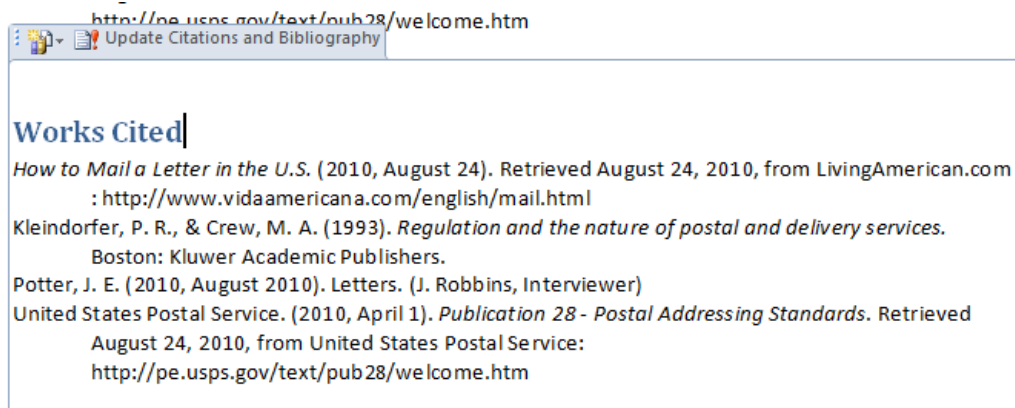 http://pe.usps.gov/text/pub28/welcome.htm
Update Citations and Bibliography
Works Cited
How to Mail a Letter in the U.S. (2010, August 24). Retrieved August 24, 2010, from LivingAmerican.com
: http://www.vidaamericana.com/english/mail.html
Kleindorfer, P. R., & Crew, M. A. (1993). Regulation and the nature of postal and delivery services.
Boston: Kluwer Academic Publishers.
Potter, J. E. (2010, August 2010). Letters. (J. Robbins, Interviewer)
United States Postal Service. (2010, April 1). Publication 28 - Postal Addressing Standards. Retrieved
August 24, 2010, from United States Postal Service:
http://pe.usps.gov/text/pub28/welcome.htm